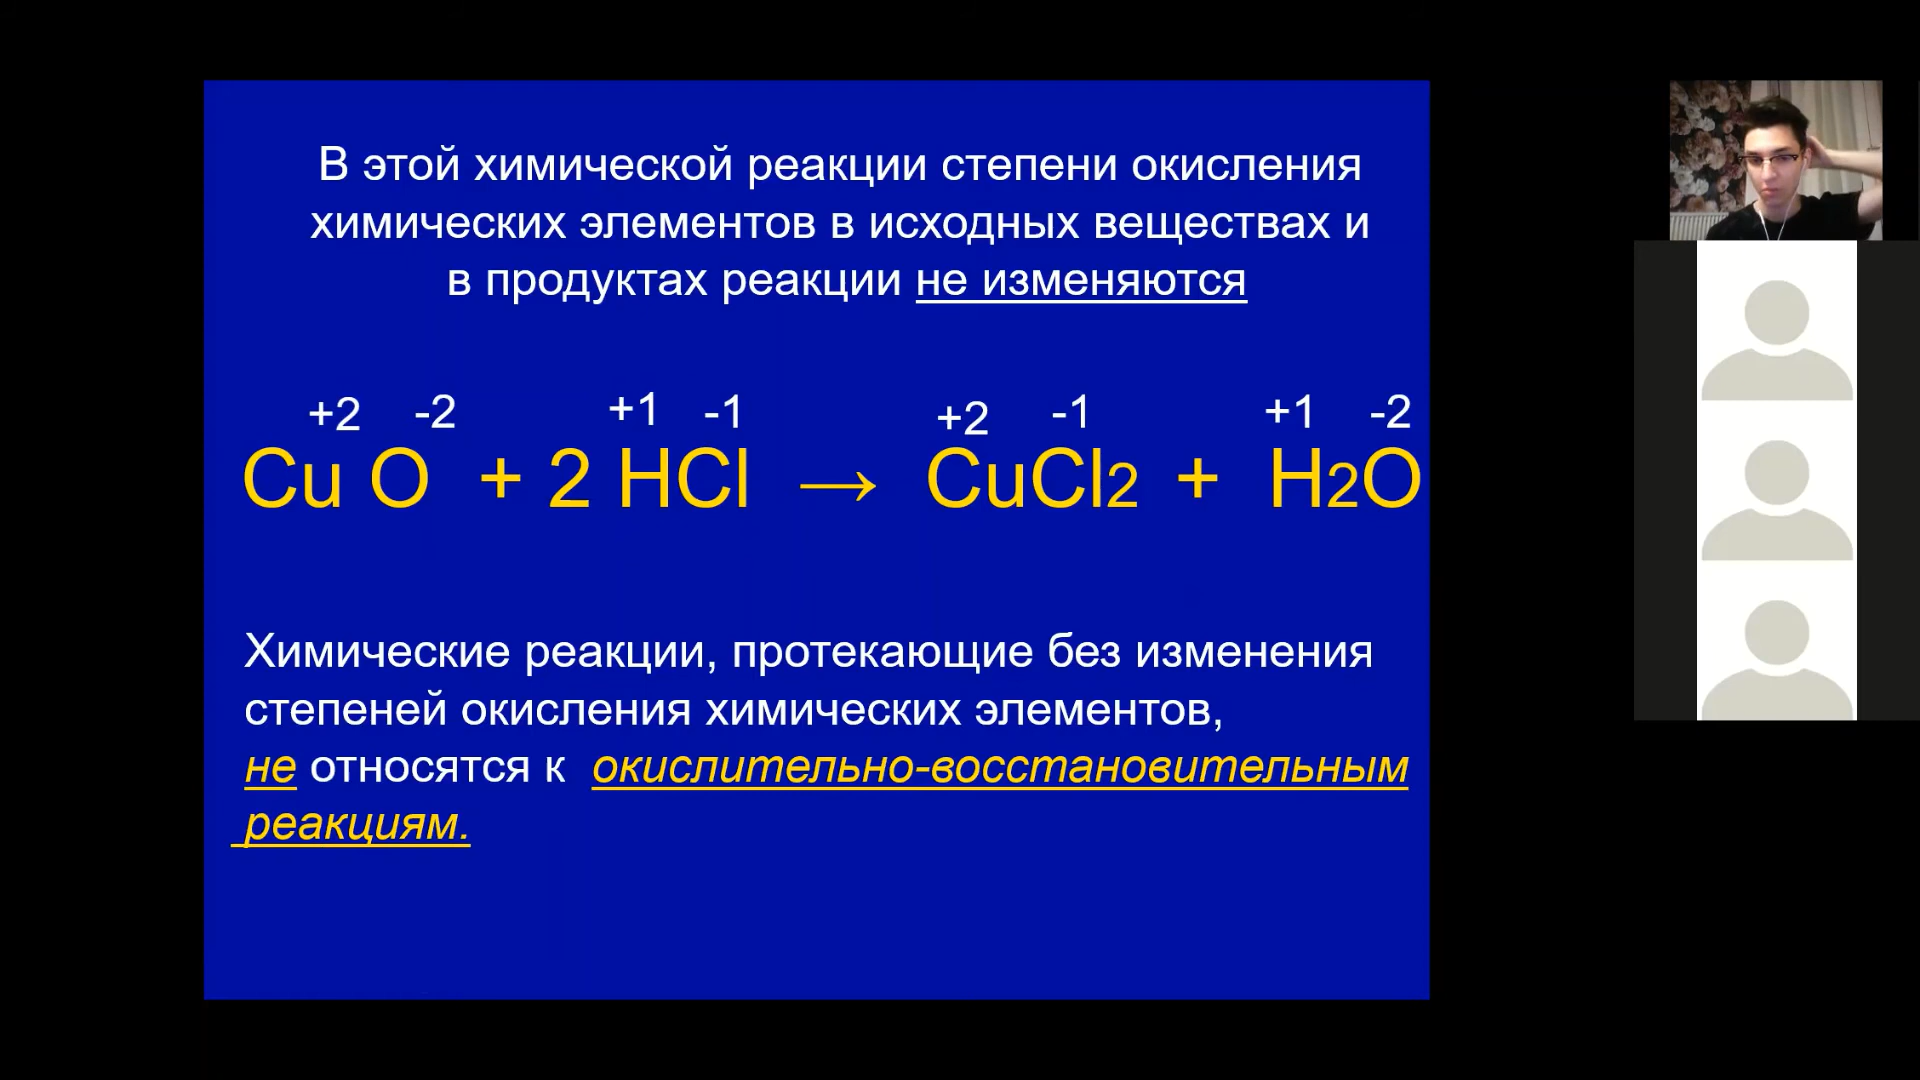 В этой химической реакции степени окисления
химических элементов в исходных веществах и
в продуктах реакции не изменяются
+2 -2 +1 -1 +2 -1 +1 -2
Cu O + 2 HCl → CuCl2 + H2O
Химические реакции, протекающие без изменения
степеней окисления химических элементов,
не относятся к окислительно-восстановительным
реакциям.